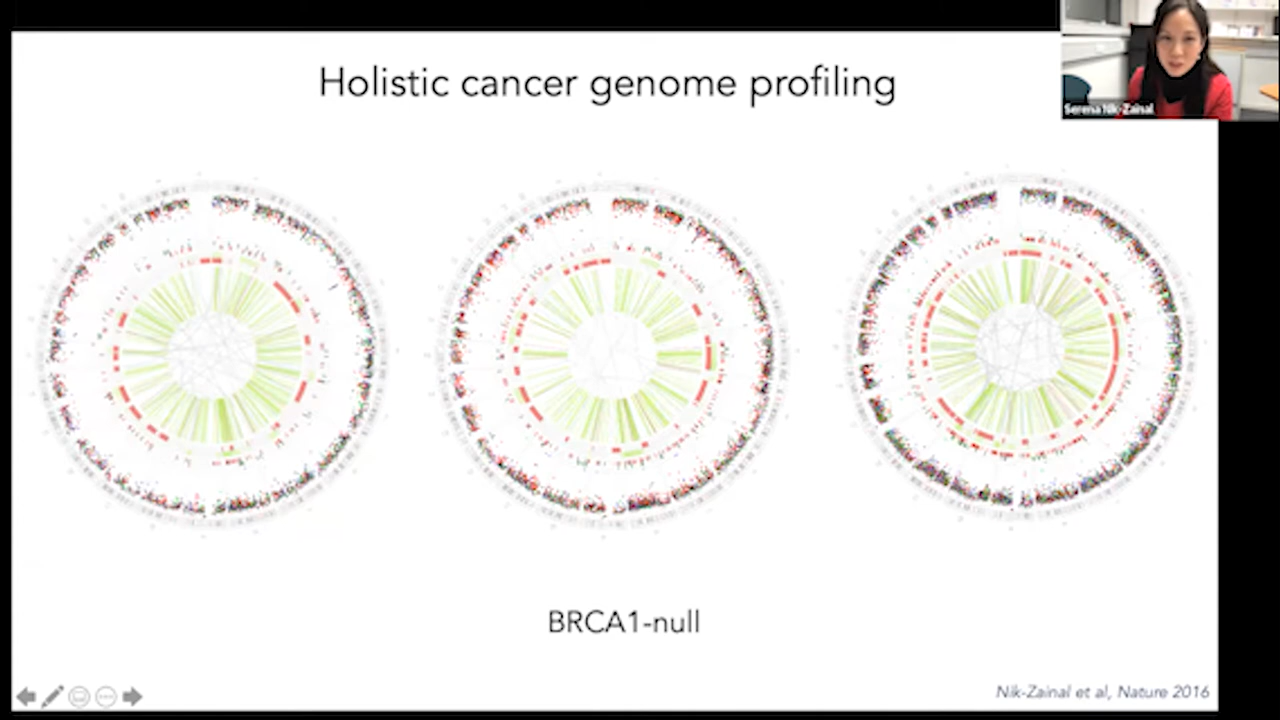 Holistic cancer genome profiling
Serena Nik-Zainal
BRCA1-null
Nik-Zainal et al, Nature 2016